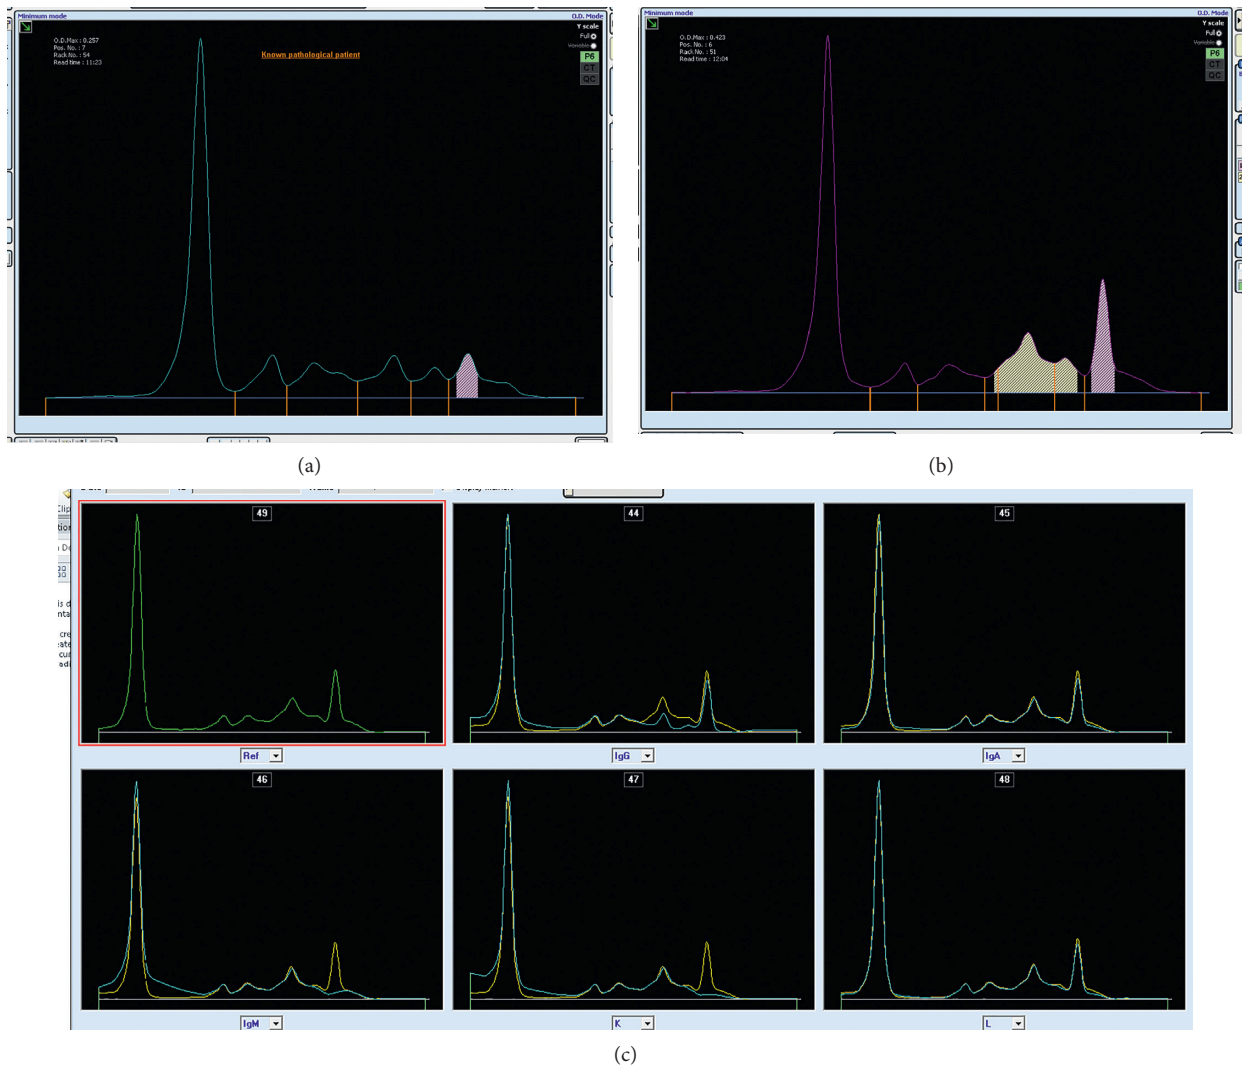 Minimum mode
O.D. Mode
O.D.Max : 0.257
Pos. No. : 7
Rack No. : 54
Read time : 11:23
Known pathological patient
Y scale
Full
Variable
P6
CT
QC
(a)
Minimum mode
O.D. Mode
O.D.Max : 0.423
Pos. No. : 6
Rack No. : 51
Read time : 12:04
Y scale
Full
Variable
P6
CT
QC
(b)
49
44
45
Ref
IgG
IgA
46
47
48
IgM
K
L
(c)